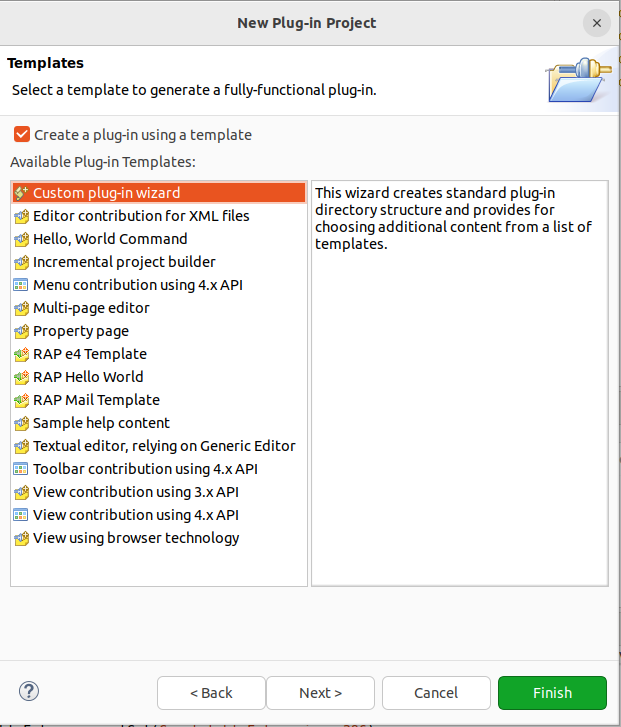 New Plug-in Project
Templates
Select a template to generate a fully-functional plug-in.
Create a plug-in using a template
Available Plug-in Templates:
Custom plug-in wizard
Editor contribution for XML files
Hello, World Command
Incremental project builder
Menu contribution using 4.x API
Multi-page editor
Property page
RAP e4 Template
RAP Hello World
RAP Mail Template
Sample help content
Textual editor, relying on Generic Editor
Toolbar contribution using 4.x API
View contribution using 3.x API
View contribution using 4.x API
View using browser technology
This wizard creates standard plug-in
directory structure and provides for
choosing additional content from a list of
templates.
< Back
Next >
Cancel
Finish